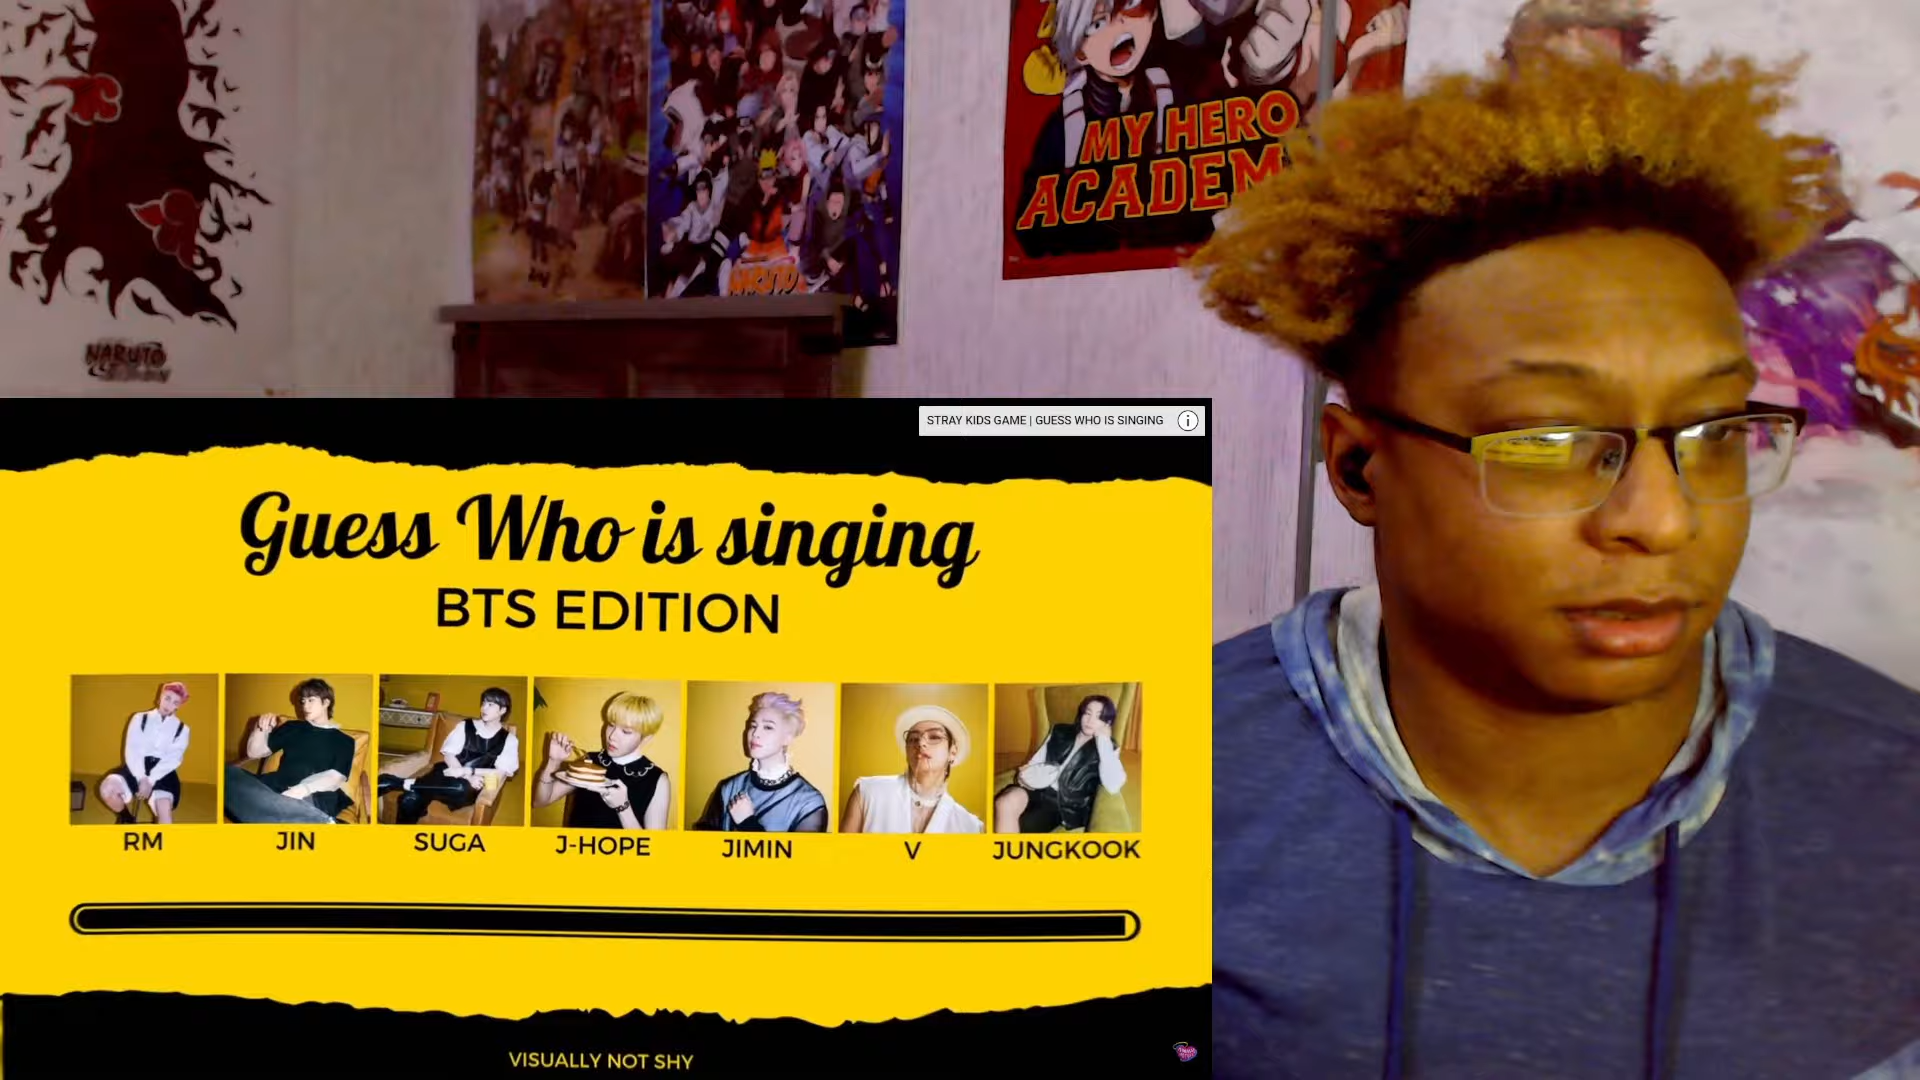 MY HERO
ACADEM
NARUTO
NARUTO
STRAY KIDS GAME | GUESS WHO IS SINGING
Guess Who is singing
BTS EDITION
RM
JIN
SUGA
J-HOPE
JIMIN
V
JUNGKOOK
VISUALLY NOT SHY